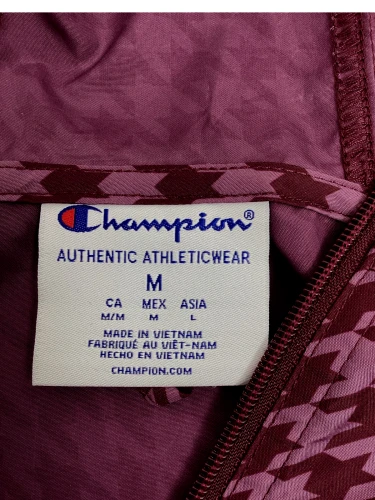 Champion®
AUTHENTIC ATHLETICWEAR
M
CA MEX ASIA
M/M M L
MADE IN VIETNAM
FABRIQUÉ AU VIÊT-NAM
HECHO EN VIETNAM
CHAMPION.COM